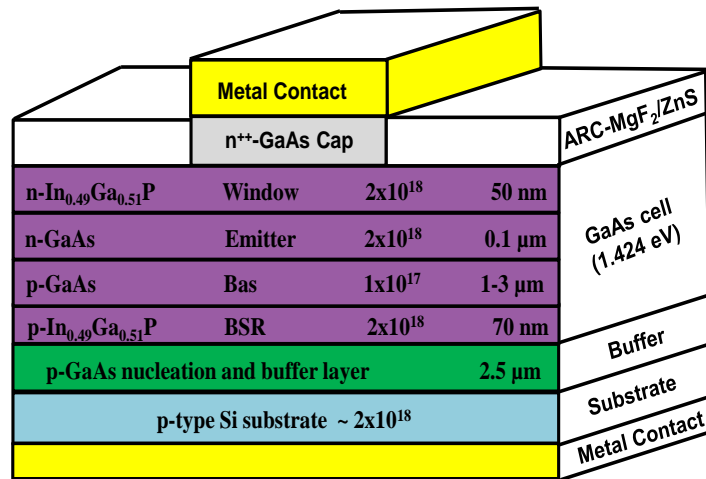 Metal Contact
n++-GaAs Cap
ARC-MgF2/ZnS
n-In0.49Ga0.51P Window 2x10^18 50 nm
n-GaAs Emitter 2x10^18 0.1 µm
p-GaAs Bas 1x10^17 1-3 µm
p-In0.49Ga0.51P BSR 2x10^18 70 nm
GaAs cell
(1.424 eV)
p-GaAs nucleation and buffer layer 2.5 µm
Buffer
p-type Si substrate ~ 2x10^18
Substrate
Metal Contact